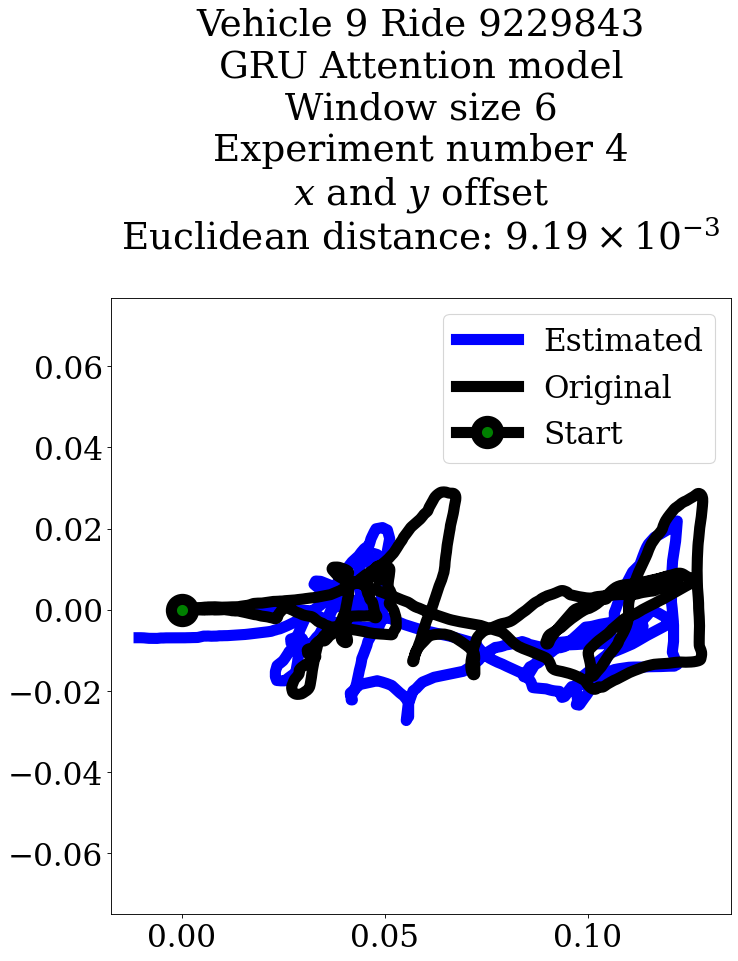 Vehicle 9 Ride 9229843
GRU Attention model
Window size 6
Experiment number 4
x and y offset
Euclidean distance: 9.19 × 10⁻³
Estimated
Original
Start
0.06
0.04
0.02
0.00
−0.02
−0.04
−0.06
0.00 0.05 0.10